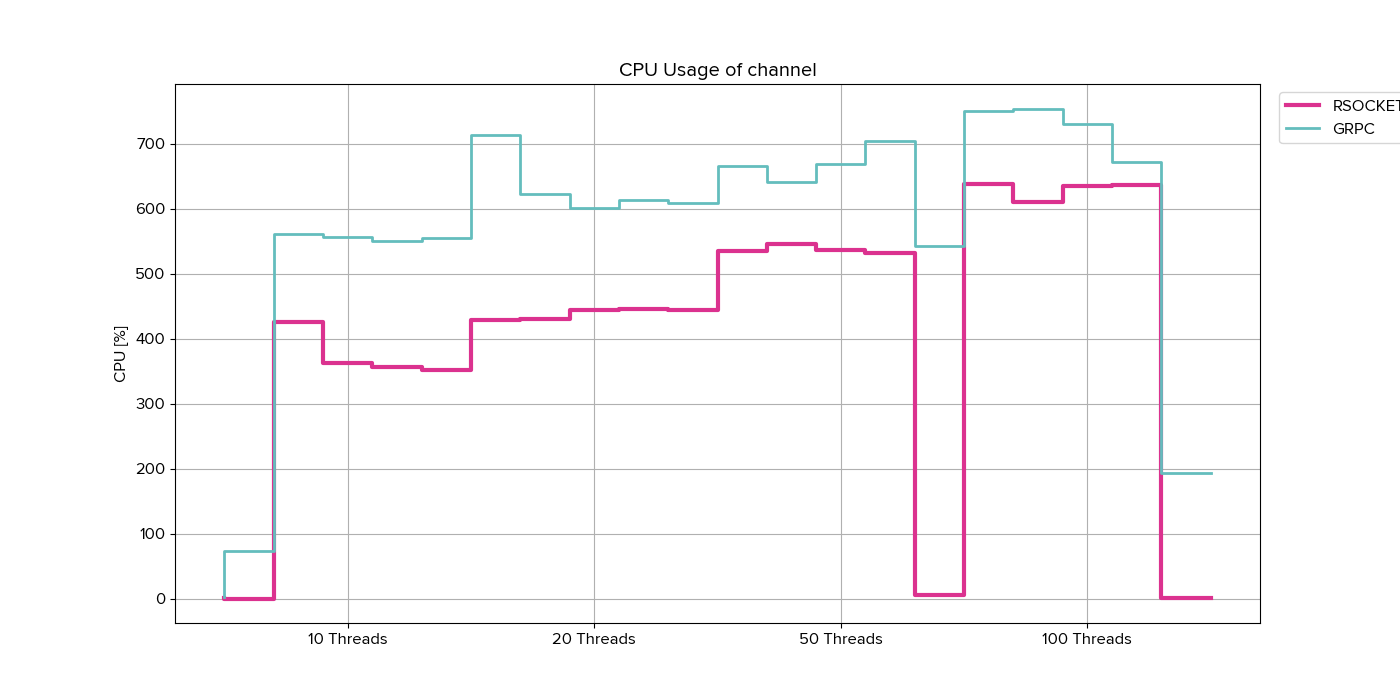 CPU Usage of channel
RSOCKET
GRPC
CPU [%]
700
600
500
400
300
200
100
0
10 Threads
20 Threads
50 Threads
100 Threads